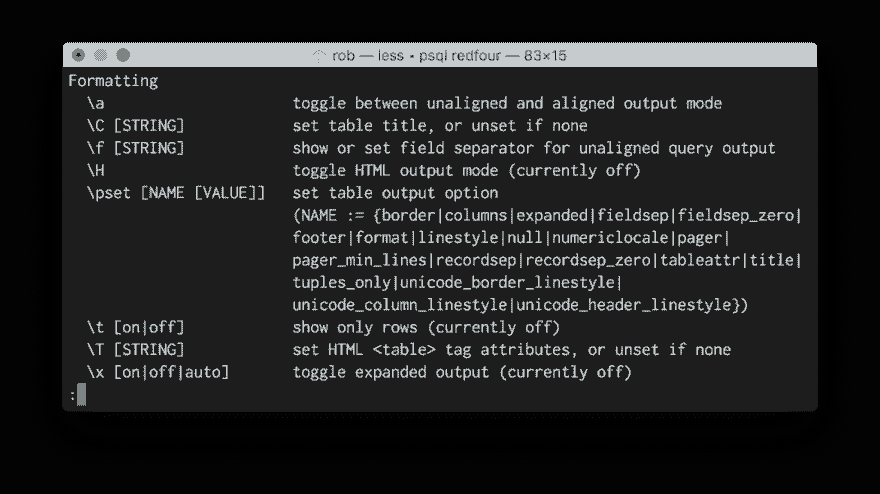 rob — less • psql redfour — 83×15
Formatting
\a toggle between unaligned and aligned output mode
\C [STRING] set table title, or unset if none
\f [STRING] show or set field separator for unaligned query output
\H toggle HTML output mode (currently off)
\pset [NAME [VALUE]] set table output option
(NAME := {border|columns|expanded|fieldsep|fieldsep_zero|
footer|format|linestyle|null|numericlocale|pager|
pager_min_lines|recordsep|recordsep_zero|tableattr|title|
tuples_only|unicode_border_linestyle|
unicode_column_linestyle|unicode_header_linestyle})
\t [on|off] show only rows (currently off)
\T [STRING] set HTML <table> tag attributes, or unset if none
\x [on|off|auto] toggle expanded output (currently off)
: